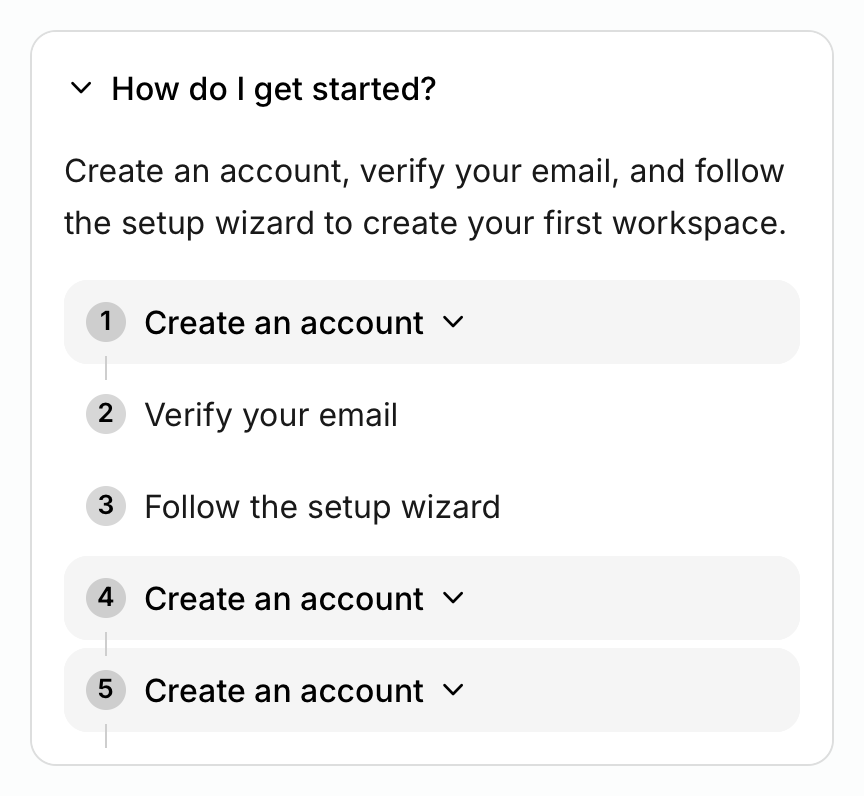 How do I get started?
Create an account, verify your email, and follow
the setup wizard to create your first workspace.
1 Create an account
2 Verify your email
3 Follow the setup wizard
4 Create an account
5 Create an account